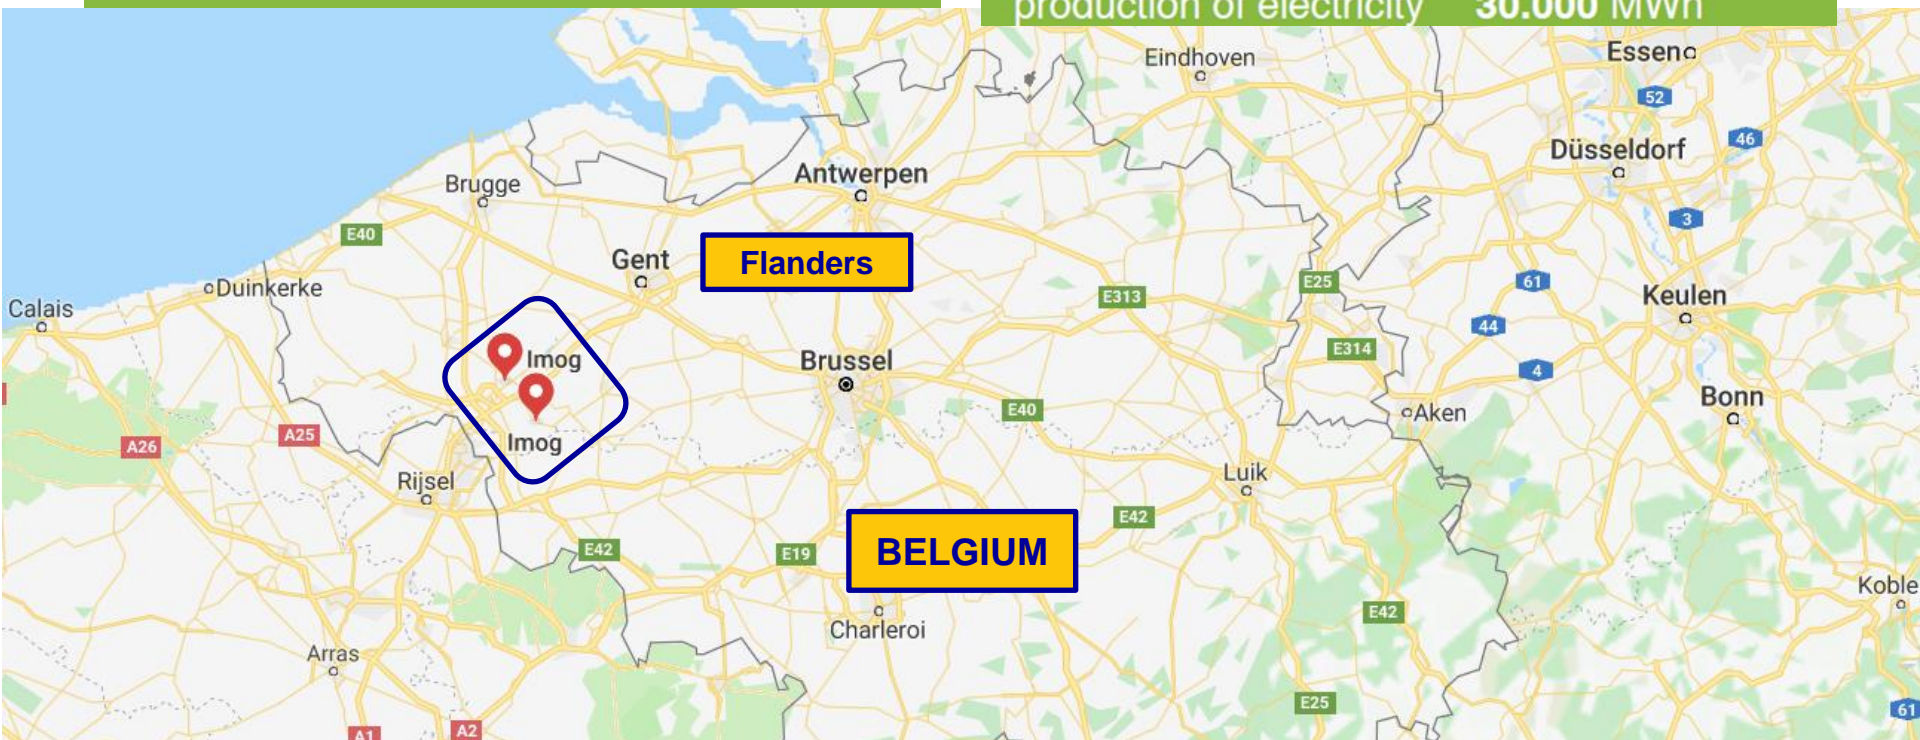 production of electricity 30.000 MWh
Eindhoven
Essen
52
46
Düsseldorf
Antwerpen
Brugge
3
E40
Gent
Flanders
Duinkerke
E25
61
E313
Keulen
Calais
44
Imog
E314
Brussel
4
Bonn
E40
Aken
Imog
A25
A26
Rijsel
Luik
E42
E42
E19
BELGIUM
Koble
E42
Charleroi
Arras
E25
61
A1
A2